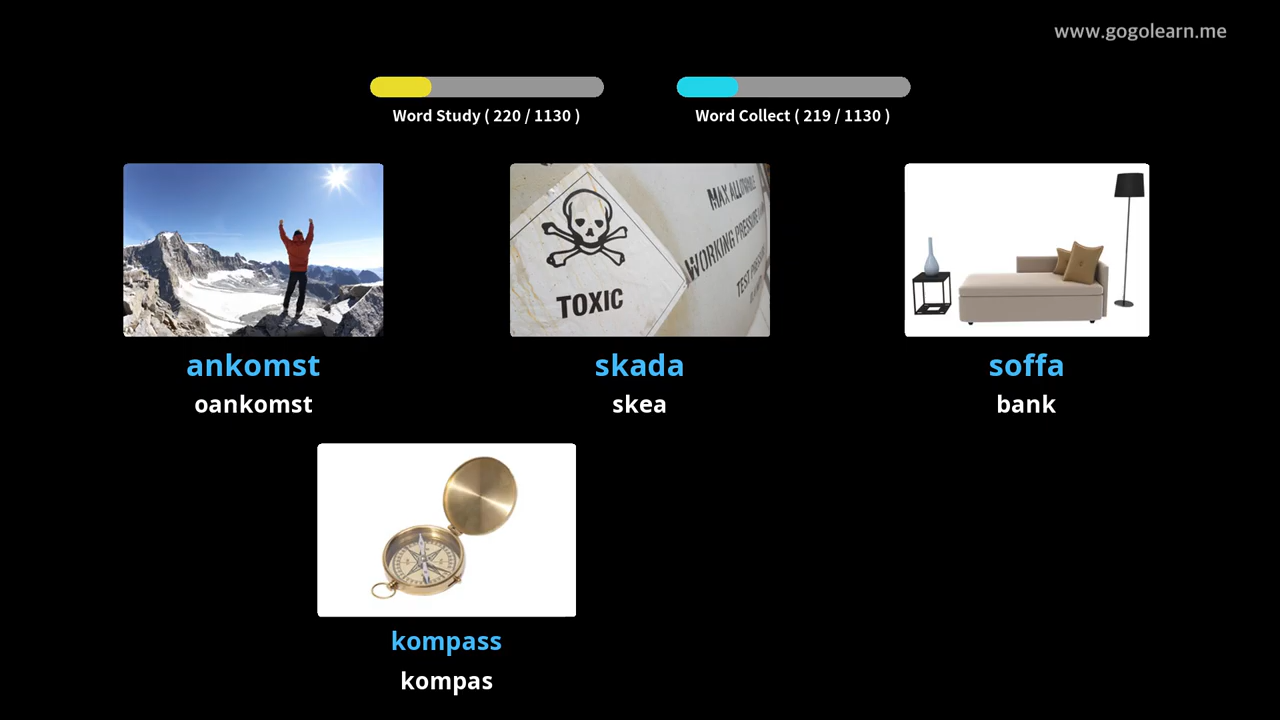 www.gogolearn.me
Word Study ( 220 / 1130 )
Word Collect ( 219 / 1130 )
TOXIC
MAX ALLOWABLE
WORKING PRESSURE
TEST PRESSURE
ankomst
skada
soffa
oankomst
skea
bank
kompass
kompas